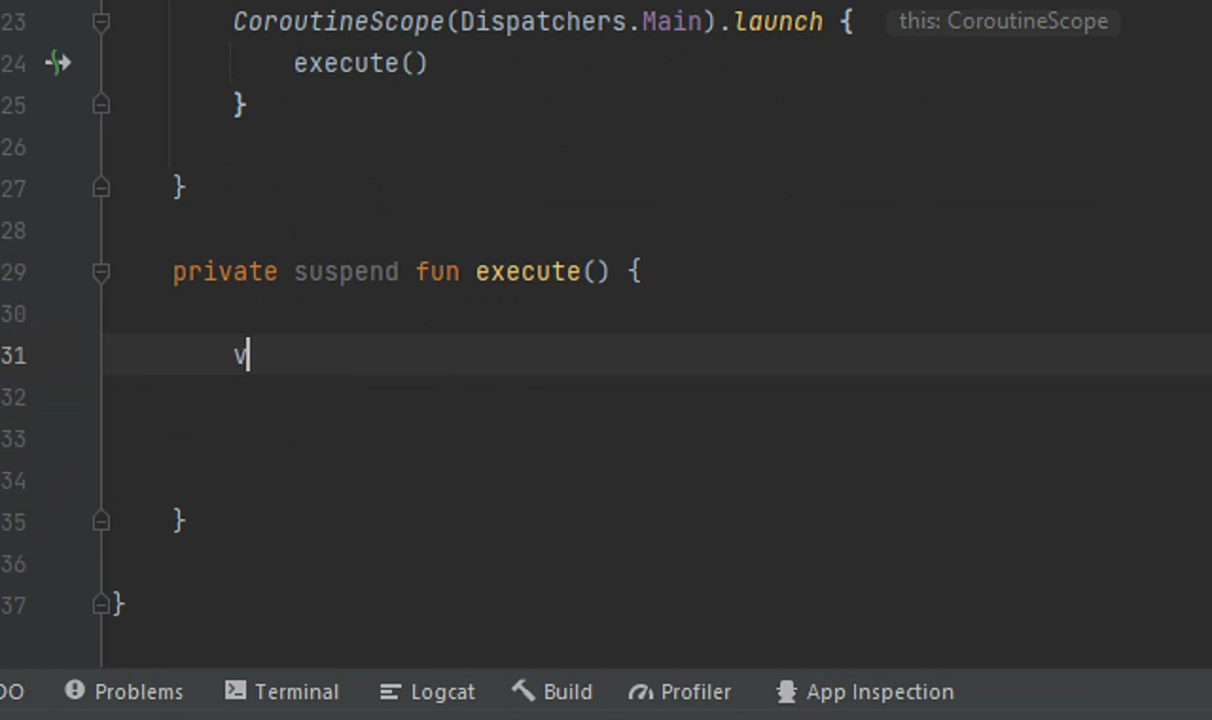 23 CoroutineScope(Dispatchers.Main).launch { this: CoroutineScope
24 execute()
25 }
26
27 }
28
29 private suspend fun execute() {
30
31 v
32
33
34
35 }
36
37 }
Problems Terminal Logcat Build Profiler App Inspection